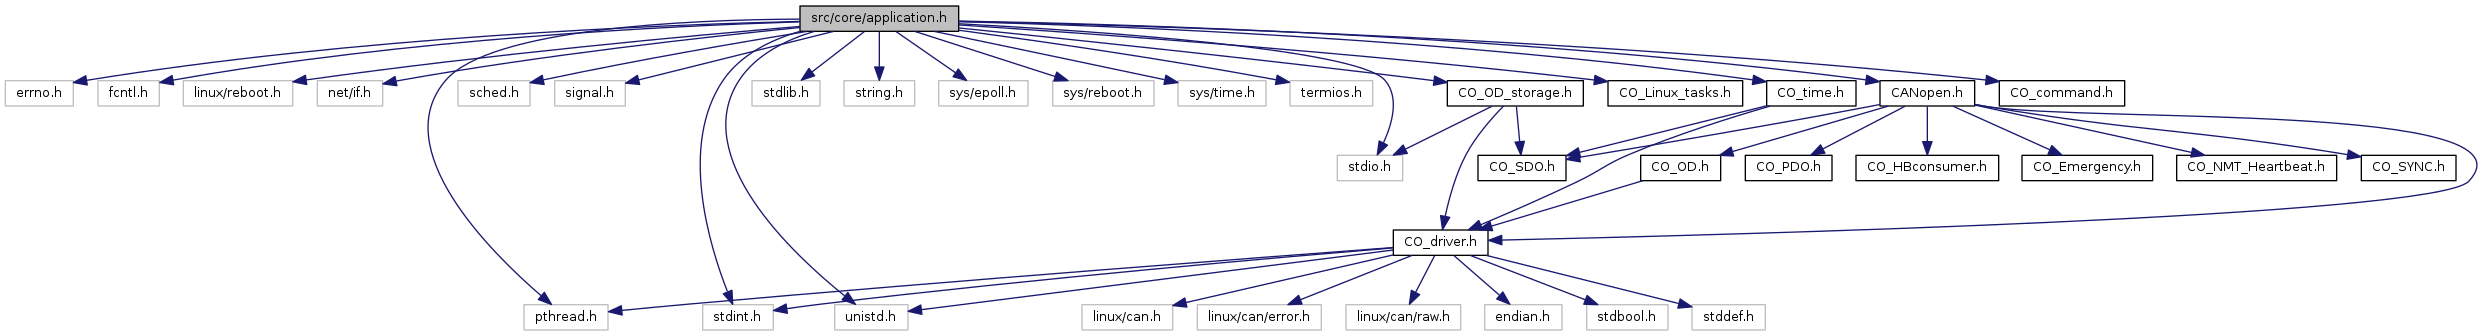 src/core/application.h
errno.h
fcntl.h
linux/reboot.h
net/if.h
sched.h
signal.h
stdlib.h
string.h
sys/epoll.h
sys/reboot.h
sys/time.h
termios.h
CO_OD_storage.h
CO_Linux_tasks.h
CO_time.h
CANopen.h
CO_command.h
stdio.h
CO_SDO.h
CO_OD.h
CO_PDO.h
CO_HBconsumer.h
CO_Emergency.h
CO_NMT_Heartbeat.h
CO_SYNC.h
CO_driver.h
pthread.h
stdint.h
unistd.h
linux/can.h
linux/can/error.h
linux/can/raw.h
endian.h
stdbool.h
stddef.h